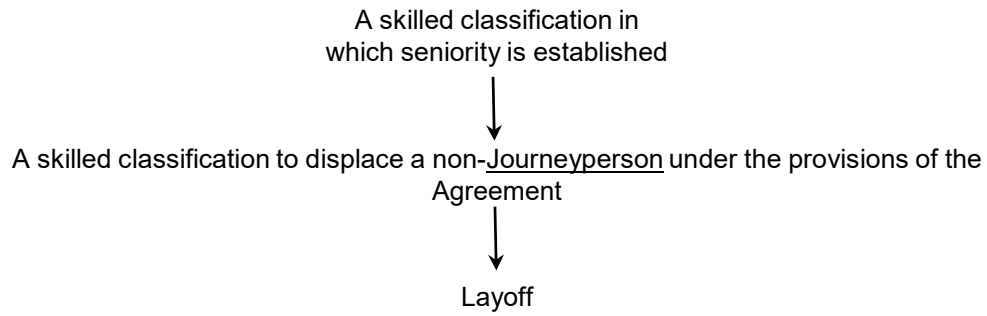 A skilled classification in
which seniority is established
A skilled classification to displace a non-Journeyperson under the provisions of the
Agreement
Layoff